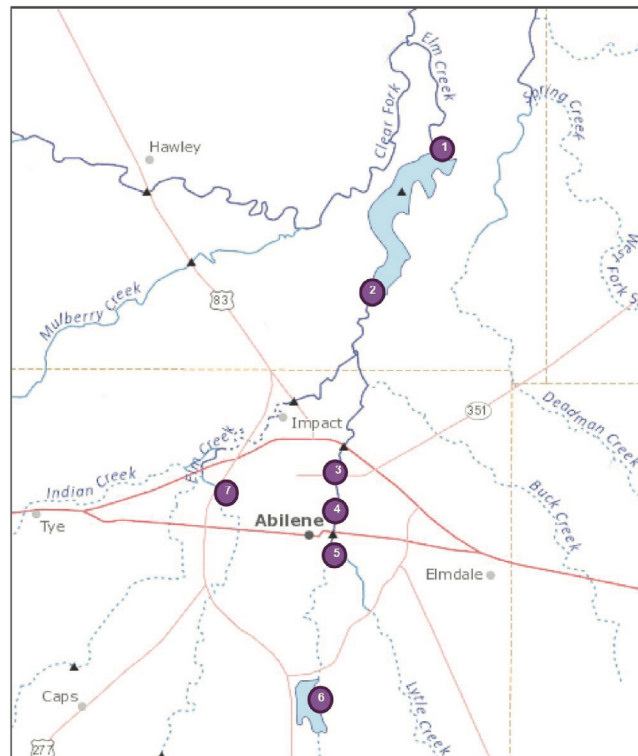 Elm Creek
Clear Fork
Spring Creek
1
Hawley
West
Fork S
2
83
Mulberry Creek
351
Impact
Deadman Creek
Elm Creek
3
Indian Creek
7
4
Buck Creek
Tye
Abilene
5
Elmdale
6
Caps
Lytle Creek
277